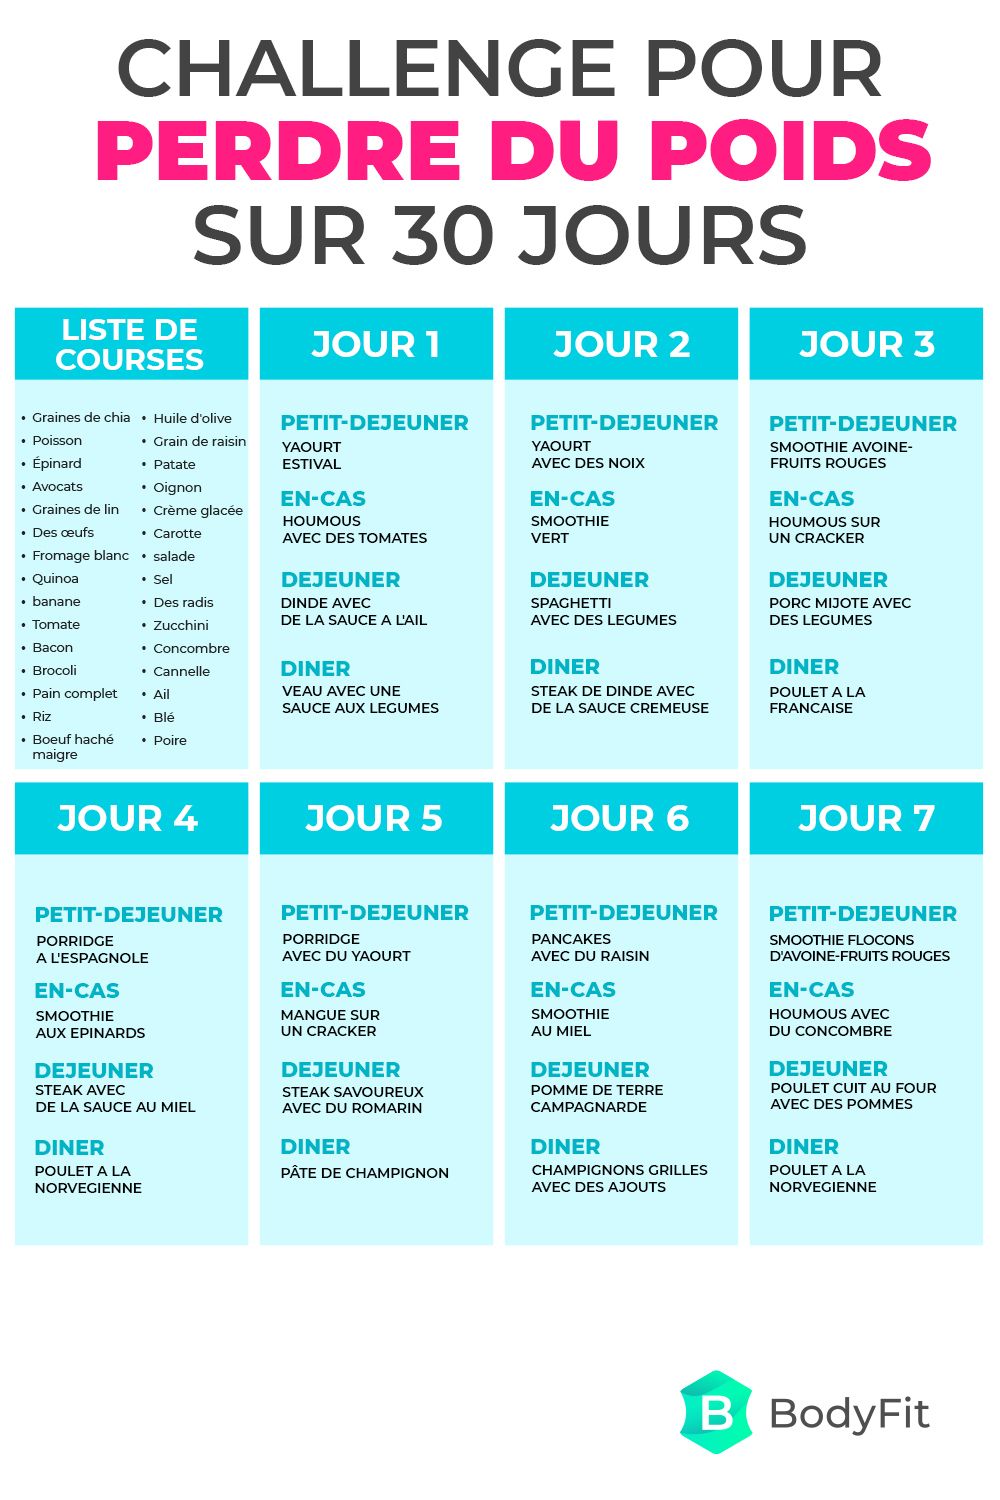 CHALLENGE POUR
PERDRE DU POIDS
SUR 30 JOURS
LISTE DE
COURSES
• Graines de chia
• Poisson
• Épinard
• Avocats
• Graines de lin
• Des œufs
• Fromage blanc
• Quinoa
• banane
• Tomate
• Bacon
• Brocoli
• Pain complet
• Riz
• Boeuf haché
maigre
• Huile d'olive
• Grain de raisin
• Patate
• Oignon
• Crème glacée
• Carotte
• salade
• Sel
• Des radis
• Zucchini
• Concombre
• Cannelle
• Ail
• Blé
• Poire
JOUR 1
PETIT-DEJEUNER
YAOURT
ESTIVAL
EN-CAS
HOUMOUS
AVEC DES TOMATES
DEJEUNER
DINDE AVEC
DE LA SAUCE A L'AIL
DINER
VEAU AVEC UNE
SAUCE AUX LEGUMES
JOUR 2
PETIT-DEJEUNER
YAOURT
AVEC DES NOIX
EN-CAS
SMOOTHIE
VERT
DEJEUNER
SPAGHETTI
AVEC DES LEGUMES
DINER
STEAK DE DINDE AVEC
DE LA SAUCE CREMEUSE
JOUR 3
PETIT-DEJEUNER
SMOOTHIE AVOINE-
FRUITS ROUGES
EN-CAS
HOUMOUS SUR
UN CRACKER
DEJEUNER
PORC MIJOTE AVEC
DES LEGUMES
DINER
POULET A LA
FRANCAISE
JOUR 4
PETIT-DEJEUNER
PORRIDGE
A L'ESPAGNOLE
EN-CAS
SMOOTHIE
AUX EPINARDS
DEJEUNER
STEAK AVEC
DE LA SAUCE AU MIEL
DINER
POULET A LA
NORVEGIENNE
JOUR 5
PETIT-DEJEUNER
PORRIDGE
AVEC DU YAOURT
EN-CAS
MANGUE SUR
UN CRACKER
DEJEUNER
STEAK SAVOUREUX
AVEC DU ROMARIN
DINER
PÂTE DE CHAMPIGNON
JOUR 6
PETIT-DEJEUNER
PANCAKES
AVEC DU RAISIN
EN-CAS
SMOOTHIE
AU MIEL
DEJEUNER
POMME DE TERRE
CAMPAGNARDE
DINER
CHAMPIGNONS GRILLES
AVEC DES AJOUTS
JOUR 7
PETIT-DEJEUNER
SMOOTHIE FLOCONS
D'AVOINE-FRUITS ROUGES
EN-CAS
HOUMOUS AVEC
DU CONCOMBRE
DEJEUNER
POULET CUIT AU FOUR
AVEC DES POMMES
DINER
POULET A LA
NORVEGIENNE
B BodyFit